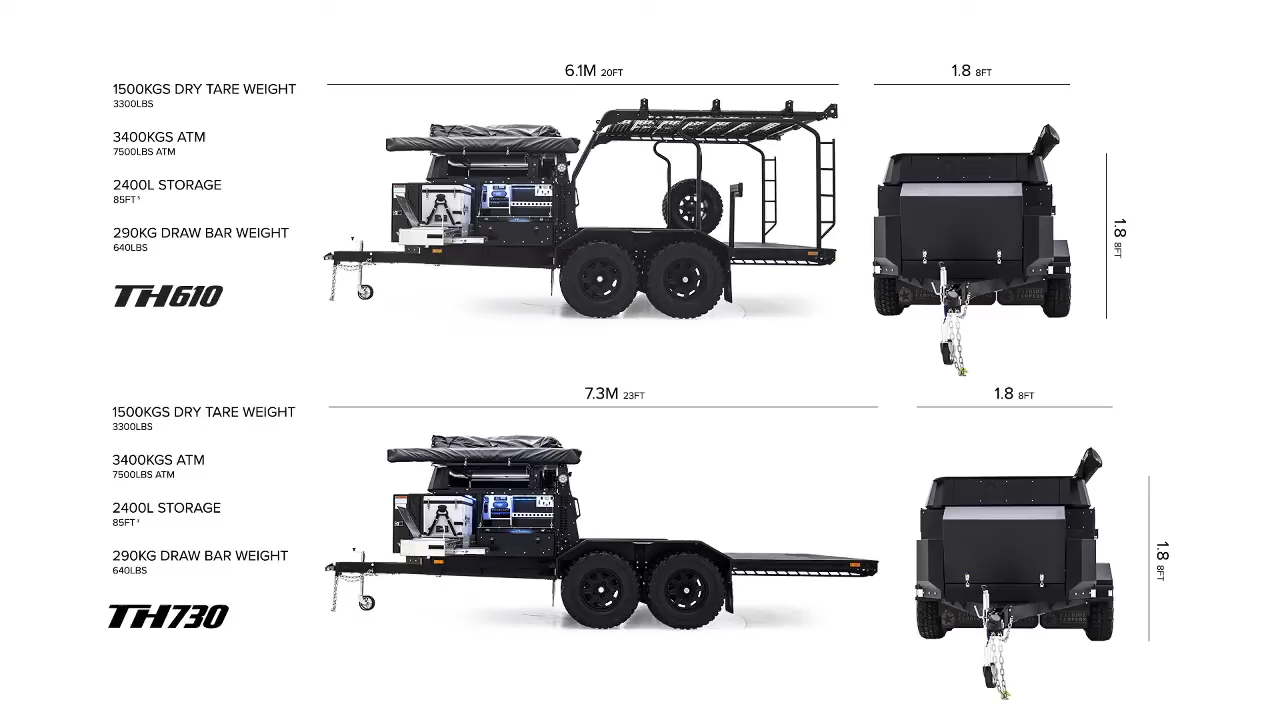 6.1M 20FT
1.8 8FT
1500KGS DRY TARE WEIGHT
3300LBS
3400KGS ATM
7500LBS ATM
2400L STORAGE
85FT³
290KG DRAW BAR WEIGHT
640LBS
1.8 8FT
TH610
7.3M 23FT
1.8 8FT
1500KGS DRY TARE WEIGHT
3300LBS
3400KGS ATM
7500LBS ATM
2400L STORAGE
85FT³
290KG DRAW BAR WEIGHT
640LBS
1.8 8FT
TH730